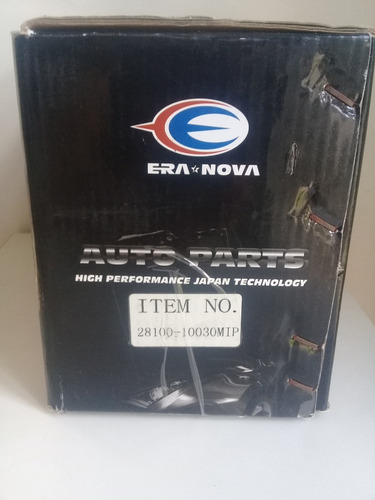 ERA★NOVA
AUTO PARTS
HIGH PERFORMANCE JAPAN TECHNOLOGY
ITEM NO.
28100-10030MIP